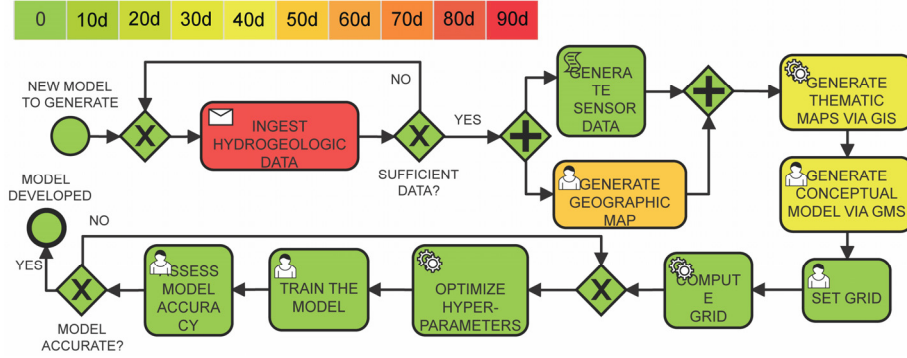 0 10d 20d 30d 40d 50d 60d 70d 80d 90d
NEW MODEL
TO GENERATE
X
INGEST
HYDROGEOLOGIC
DATA
NO
X
SUFFICIENT
DATA?
YES
GENERA
TE
SENSOR
DATA
GENERATE
GEOGRAPHIC
MAP
GENERATE
THEMATIC
MAPS VIA GIS
GENERATE
CONCEPTUAL
MODEL VIA GMS
SET GRID
COMPUT
E
GRID
X
OPTIMIZE
HYPER-
PARAMETERS
TRAIN THE
MODEL
ASSESS
MODEL
ACCURA
CY
NO
X
MODEL
ACCURATE?
YES
MODEL
DEVELOPED